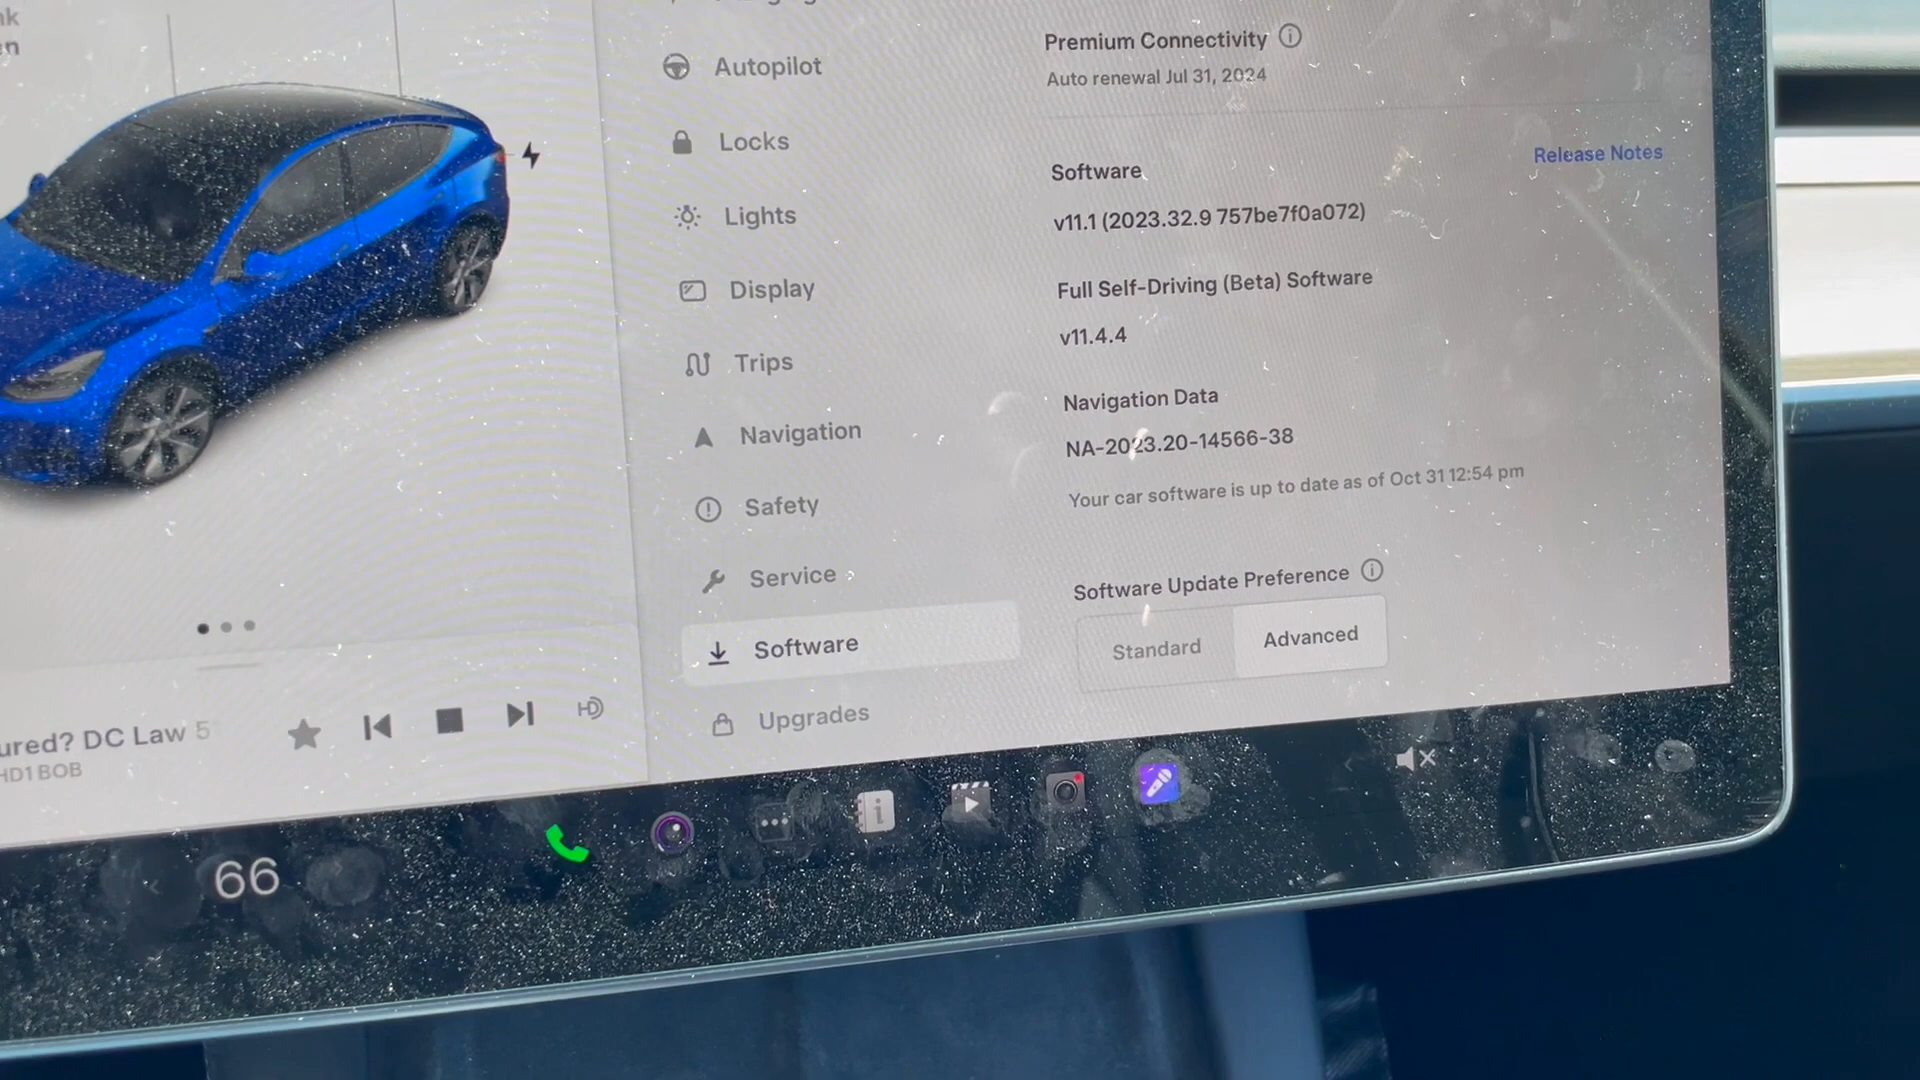 Autopilot
Locks
Lights
Display
Trips
Navigation
Safety
Service
Software
Upgrades
Premium Connectivity
Auto renewal Jul 31, 2024
Software
Release Notes
v11.1 (2023.32.9 757be7f0a072)
Full Self-Driving (Beta) Software
v11.4.4
Navigation Data
NA-2023.20-14566-38
Your car software is up to date as of Oct 31 12:54 pm
Software Update Preference
Standard
Advanced
ured? DC Law 5
HD1 BOB
HD
66